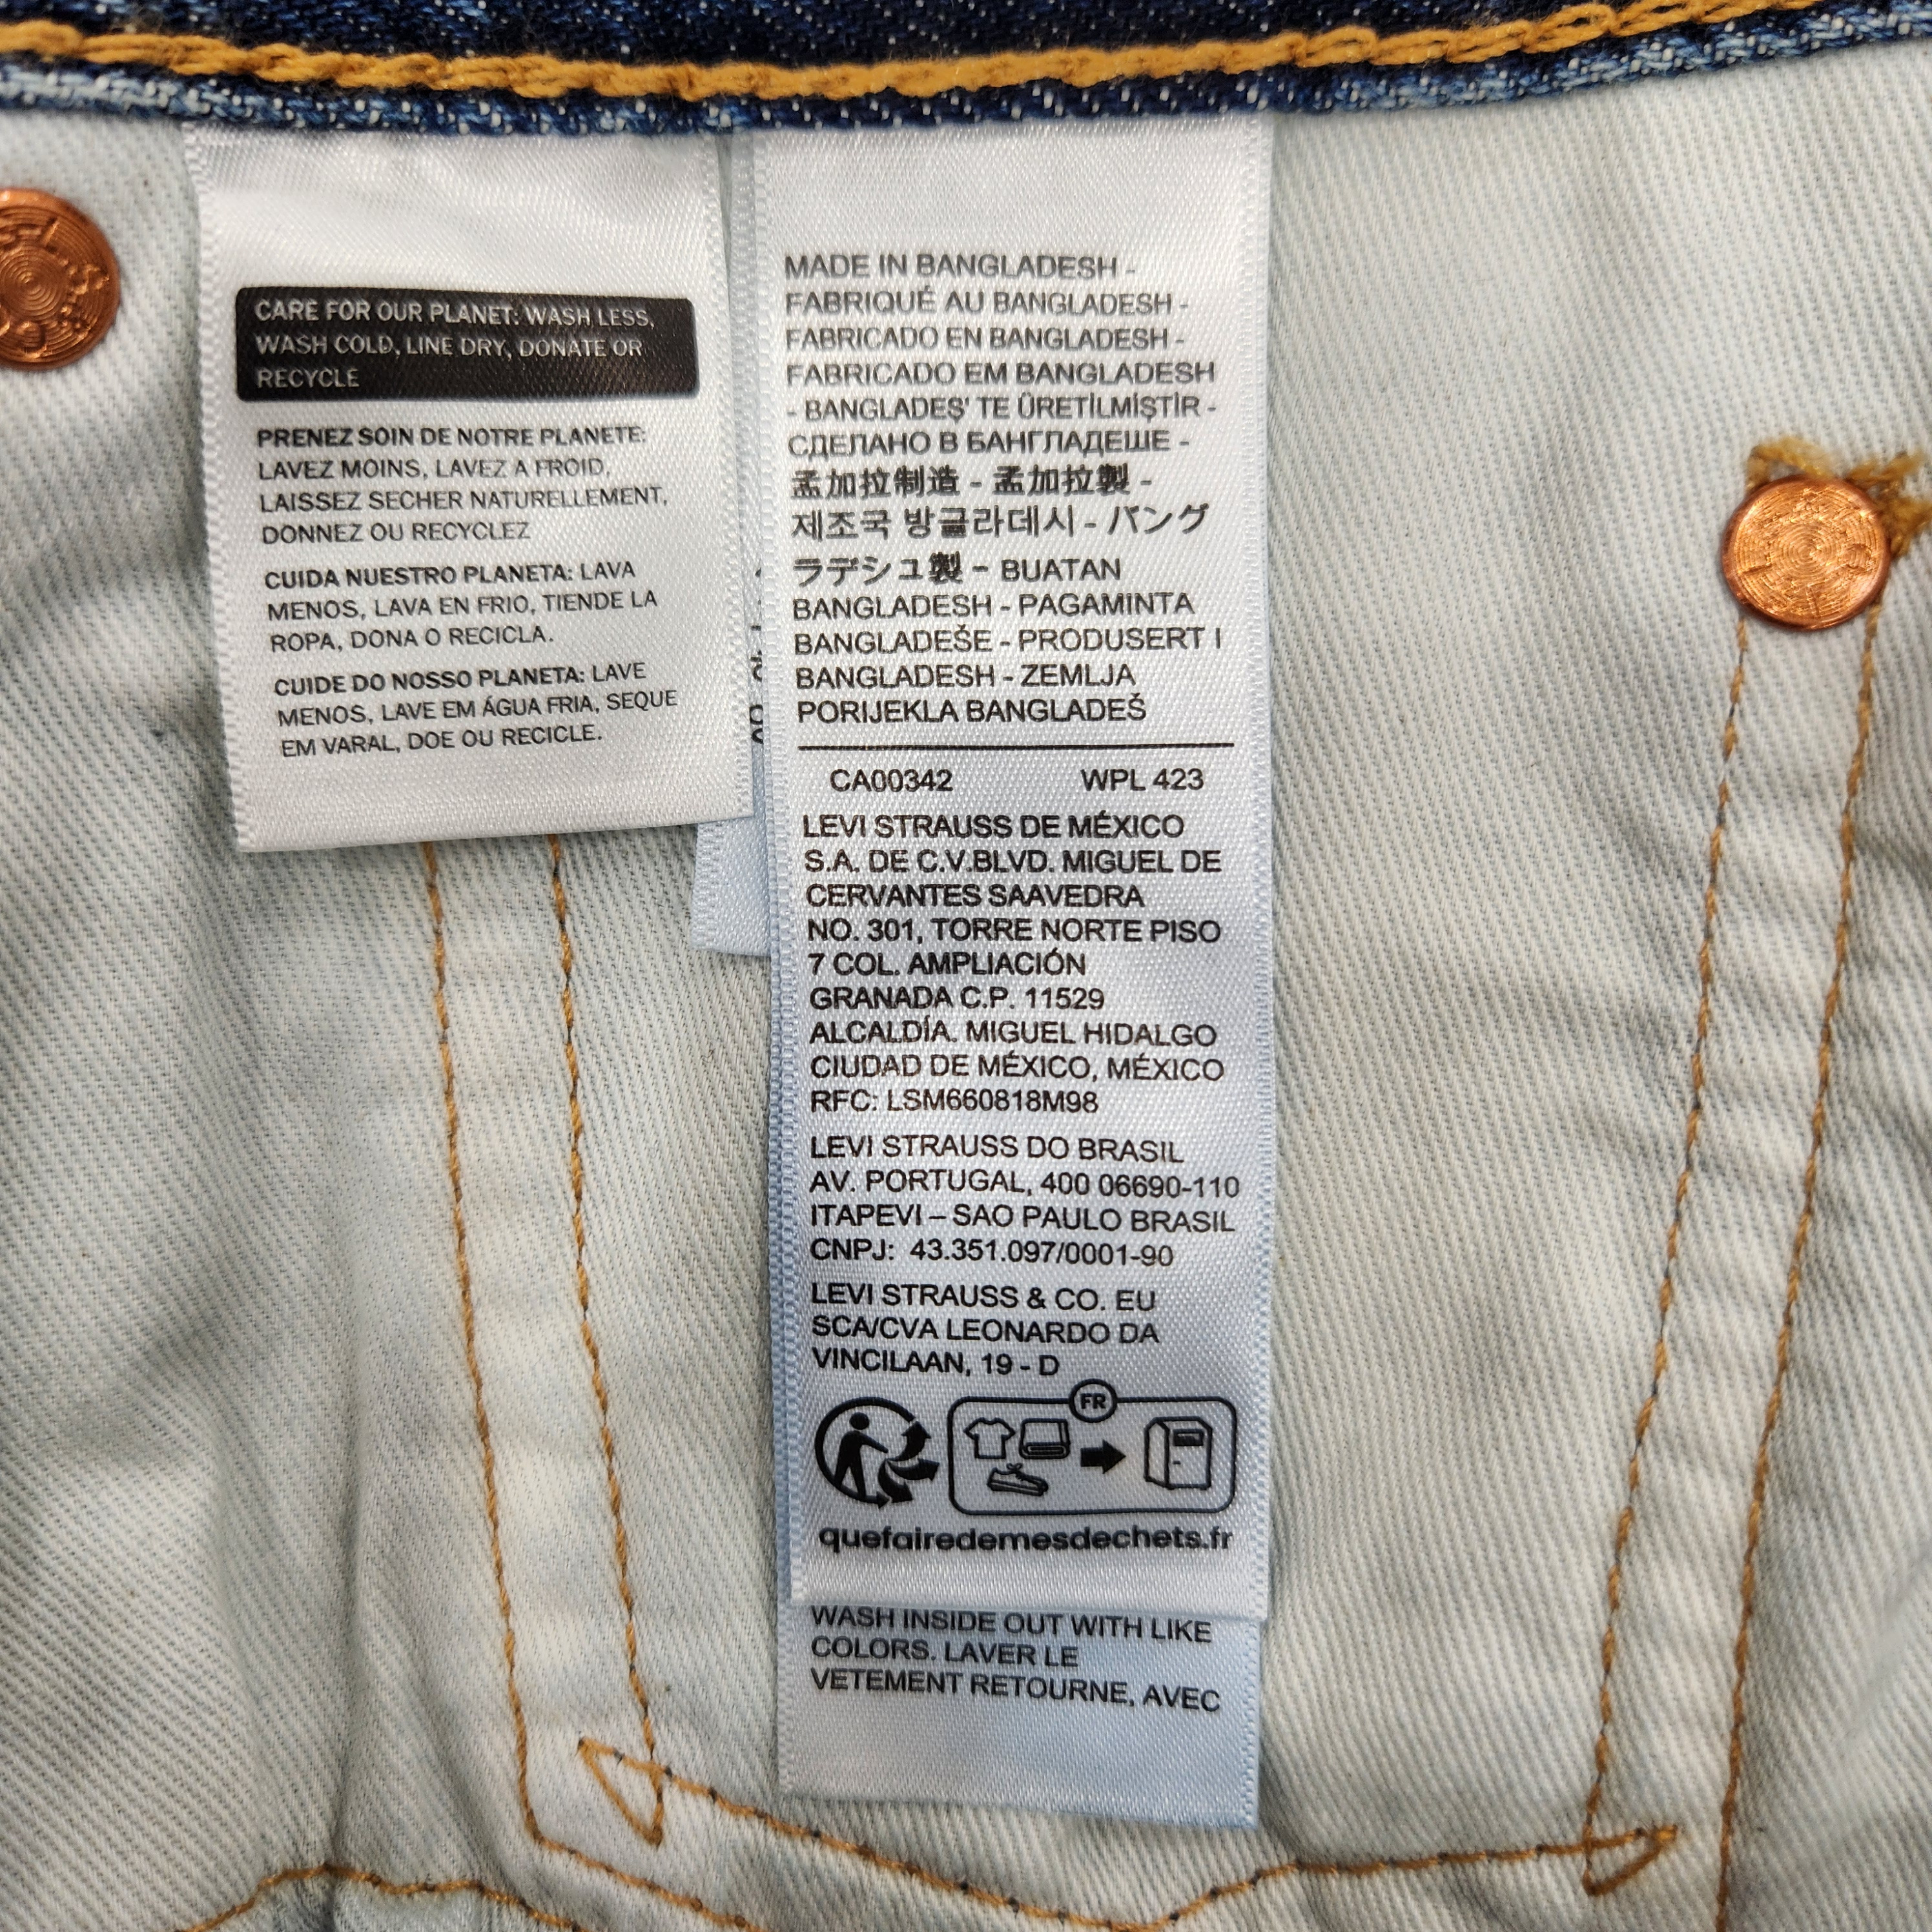 CARE FOR OUR PLANET: WASH LESS,
WASH COLD, LINE DRY, DONATE OR
RECYCLE
PRENEZ SOIN DE NOTRE PLANETE:
LAVEZ MOINS, LAVEZ A FROID,
LAISSEZ SECHER NATURELLEMENT,
DONNEZ OU RECYCLEZ
CUIDA NUESTRO PLANETA: LAVA
MENOS, LAVA EN FRIO, TIENDE LA
ROPA, DONA O RECICLA.
CUIDE DO NOSSO PLANETA: LAVE
MENOS, LAVE EM ÁGUA FRIA, SEQUE
EM VARAL, DOE OU RECICLE.
MADE IN BANGLADESH -
FABRIQUÉ AU BANGLADESH -
FABRICADO EN BANGLADESH -
FABRICADO EM BANGLADESH
- BANGLADEŞ' TE ÜRETİLMİŞTİR -
СДЕЛАНО В БАНГЛАДЕШЕ -
孟加拉制造 - 孟加拉製 -
제조국 방글라데시 - バング
ラデシュ製 - BUATAN
BANGLADESH - PAGAMINTA
BANGLADEŠE - PRODUSERT I
BANGLADESH - ZEMLJA
PORIJEKLA BANGLADEŠ
CA00342 WPL 423
LEVI STRAUSS DE MÉXICO
S.A. DE C.V.BLVD. MIGUEL DE
CERVANTES SAAVEDRA
NO. 301, TORRE NORTE PISO
7 COL. AMPLIACIÓN
GRANADA C.P. 11529
ALCALDÍA. MIGUEL HIDALGO
CIUDAD DE MÉXICO, MÉXICO
RFC: LSM660818M98
LEVI STRAUSS DO BRASIL
AV. PORTUGAL, 400 06690-110
ITAPEVI – SAO PAULO BRASIL
CNPJ: 43.351.097/0001-90
LEVI STRAUSS & CO. EU
SCA/CVA LEONARDO DA
VINCILAAN, 19 - D
FR
quefairedemesdechets.fr
WASH INSIDE OUT WITH LIKE
COLORS. LAVER LE
VETEMENT RETOURNE, AVEC